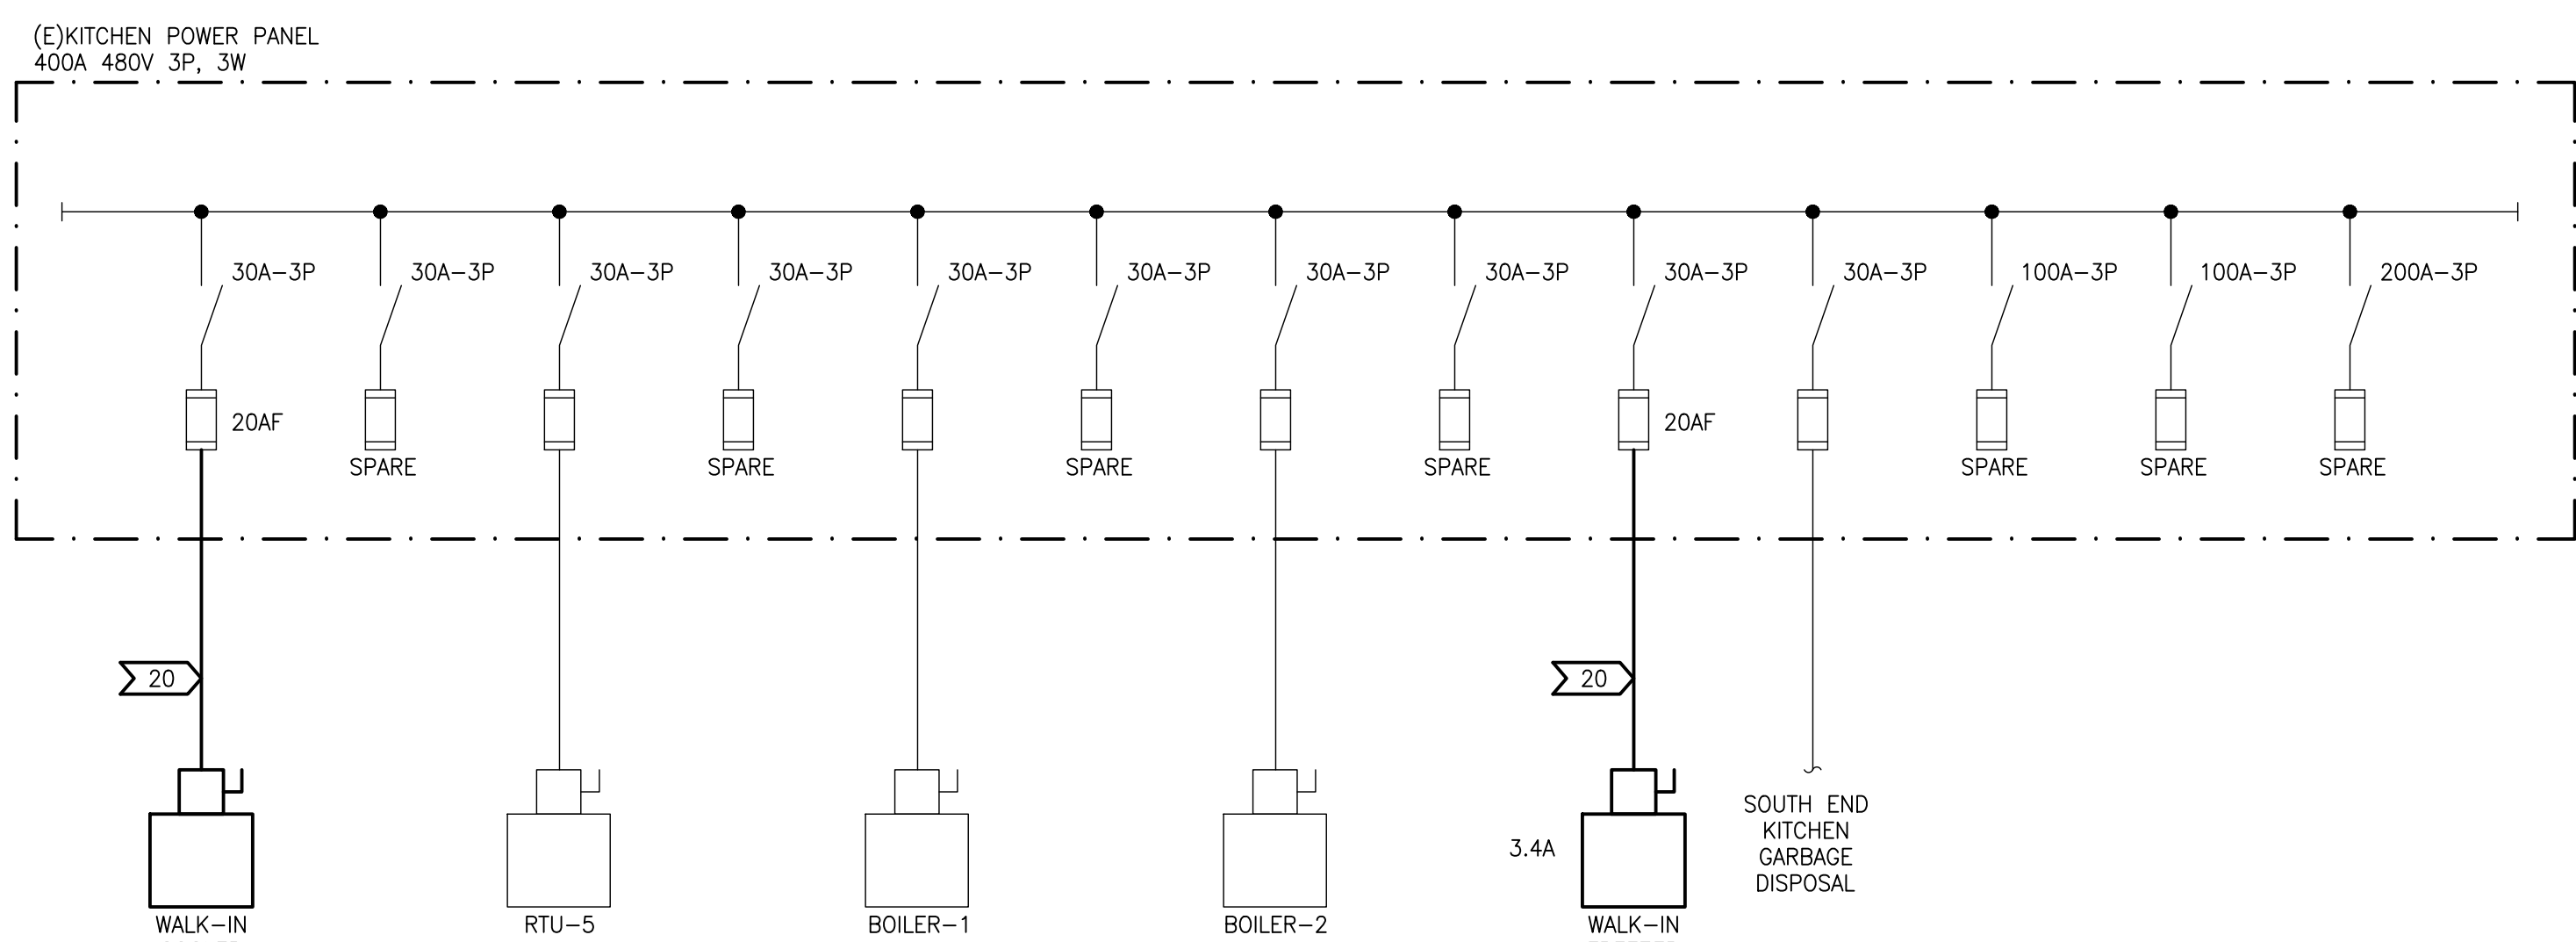 (E)KITCHEN POWER PANEL
400A 480V 3P, 3W
30A-3P
30A-3P
30A-3P
30A-3P
30A-3P
30A-3P
30A-3P
30A-3P
30A-3P
30A-3P
100A-3P
100A-3P
200A-3P
20AF
20AF
SPARE
SPARE
SPARE
SPARE
SPARE
SPARE
SPARE
20
20
3.4A
SOUTH END
KITCHEN
GARBAGE
DISPOSAL
WALK-IN
RTU-5
BOILER-1
BOILER-2
WALK-IN